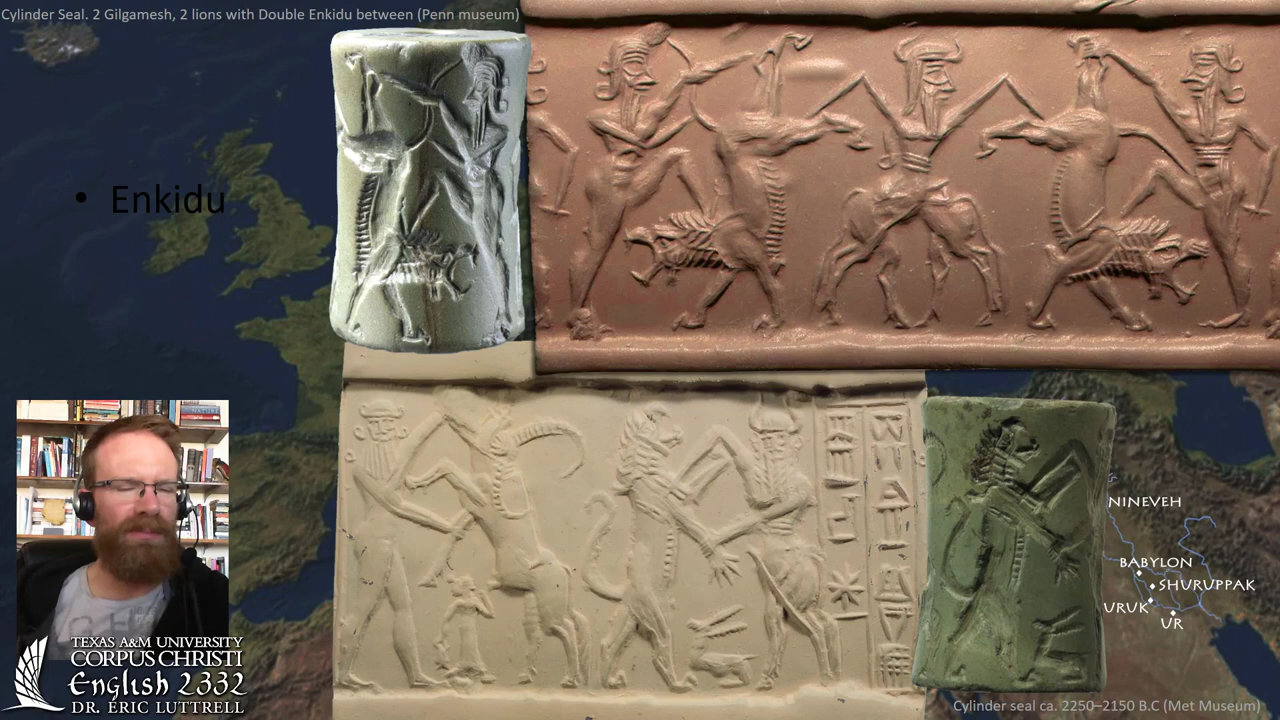 Cylinder Seal. 2 Gilgamesh, 2 lions with Double Enkidu between (Penn museum)
• Enkidu
NINEVEH
BABYLON
SHURUPPAK
URUK
UR
TEXAS A&M UNIVERSITY
CORPUS CHRISTI
English 2332
DR. ERIC LUTTRELL
Cylinder seal ca. 2250–2150 B.C (Met Museum)